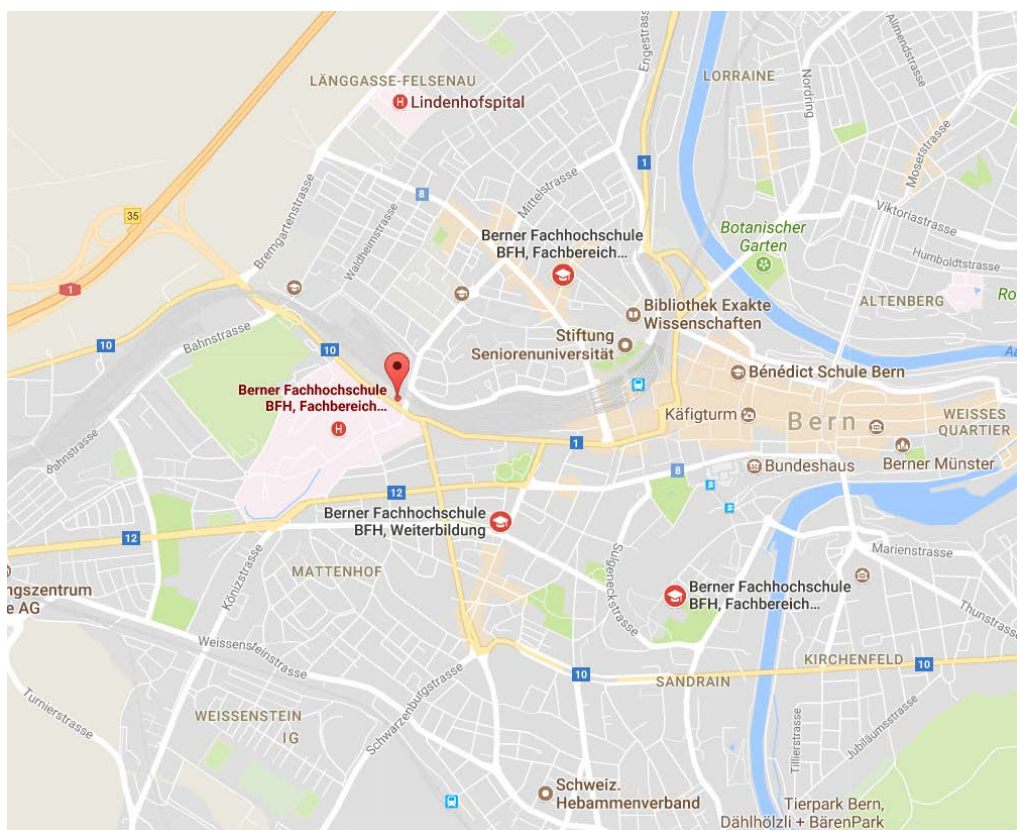 LÄNGGASSE-FELSENAU
H Lindenhofspital
Engestrasse
LORRAINE
Nordring
Allmendstrasse
Moserstrasse
1
8
Mittelstrasse
Viktoriastrasse
35
Bremgartenstrasse
Waldheimstrasse
Berner Fachhochschule
BFH, Fachbereich...
Botanischer
Garten
Humboldtstrasse
1
ALTENBERG
Ro
Bibliothek Exakte
Wissenschaften
Bahnstrasse
10
10
Stiftung
Seniorenuniversität
Aa
Bénédict Schule Bern
Berner Fachhochschule
BFH, Fachbereich...
H
Käfigturm
Bern
WEISSES
QUARTIER
1
Bahnstrasse
8
Bundeshaus
Berner Münster
12
Berner Fachhochschule
BFH, Weiterbildung
12
Sulgeneckstrasse
Marienstrasse
MATTENHOF
Könizstrasse
ngszentrum
e AG
Berner Fachhochschule
BFH, Fachbereich...
Thunstrasse
Weissensteinstrasse
10
KIRCHENFELD
10
SANDRAIN
Turnierstrasse
Schwarzenburgstrasse
WEISSENSTEIN
IG
Tillierstrasse
Jubiläumsstrasse
Schweiz.
Hebammenverband
Tierpark Bern,
Dählhölzli + BärenPark